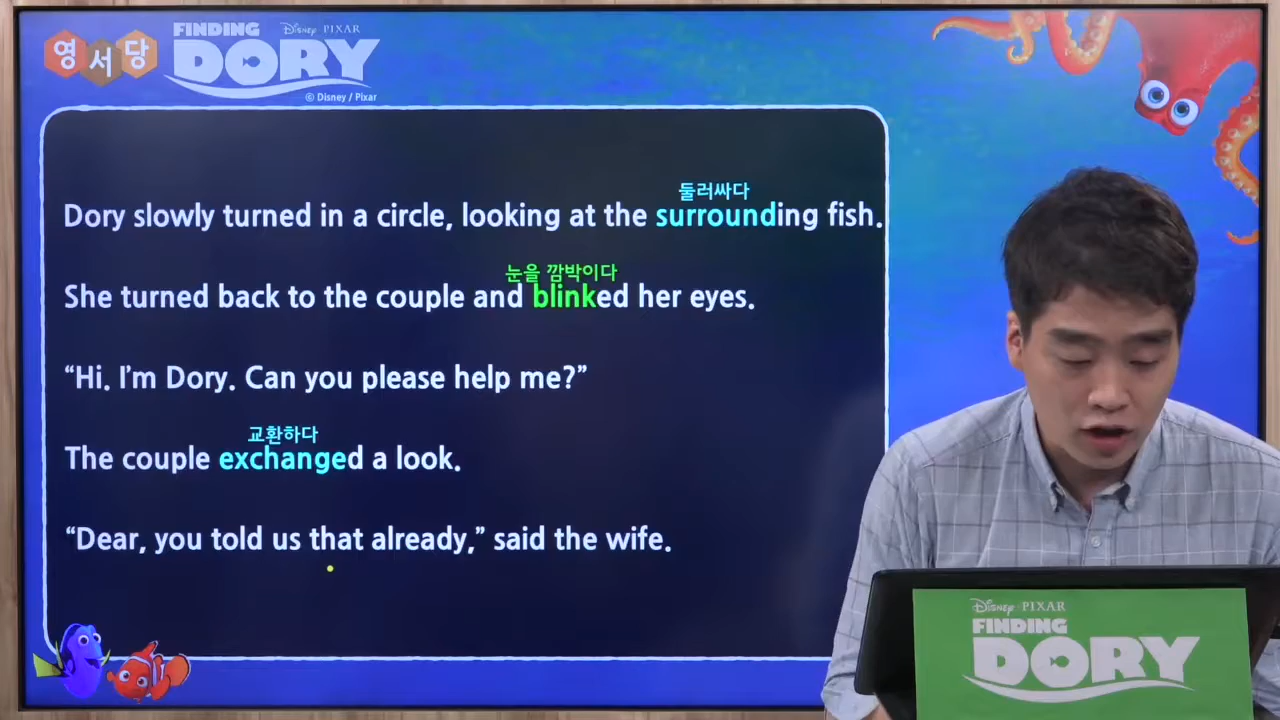 영서당
FINDING
DORY
Disney PIXAR
© Disney / Pixar
둘러싸다
Dory slowly turned in a circle, looking at the surrounding fish.
눈을 깜박이다
She turned back to the couple and blinked her eyes.
“Hi. I’m Dory. Can you please help me?”
교환하다
The couple exchanged a look.
“Dear, you told us that already,” said the wife.
Disney PIXAR
FINDING
DORY